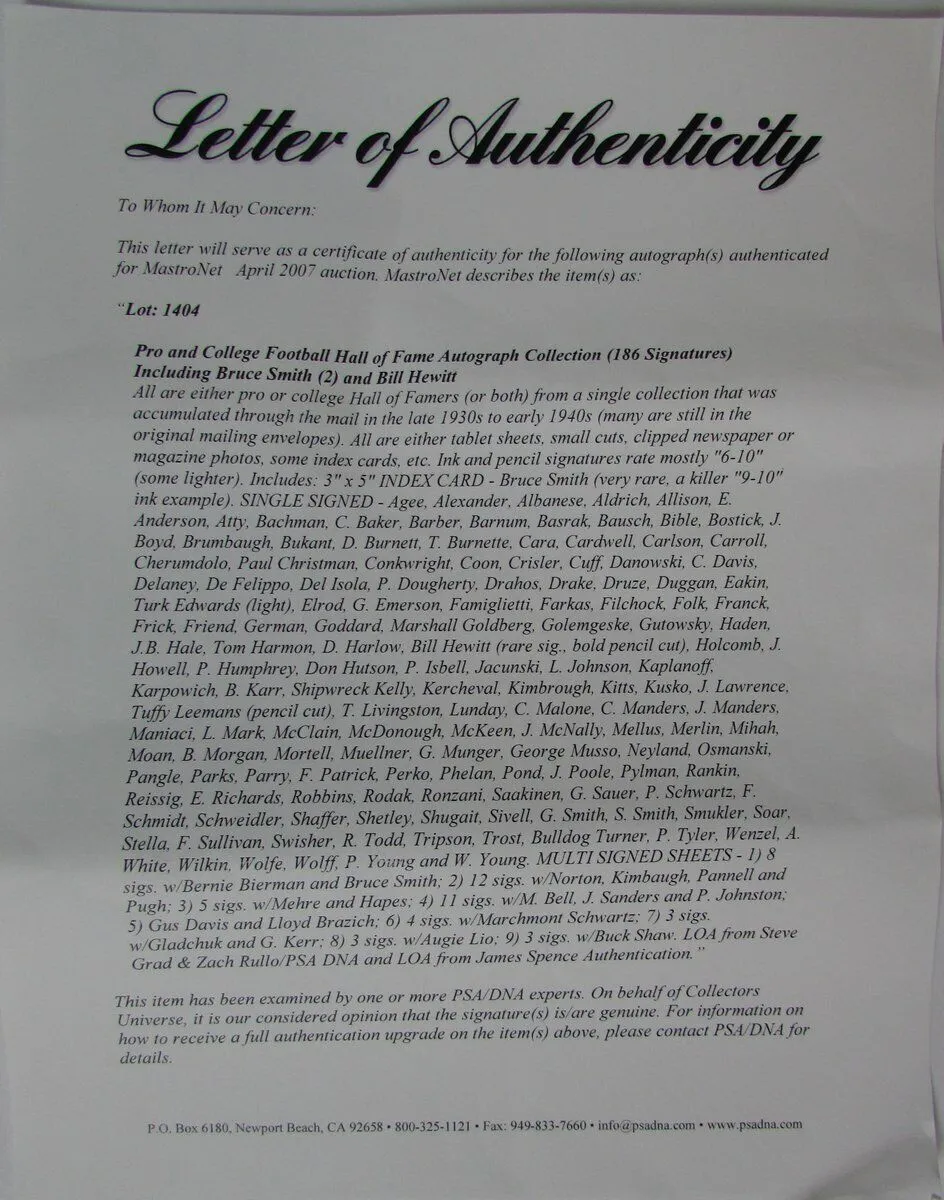 Letter of Authenticity
To Whom It May Concern:
This letter will serve as a certificate of authenticity for the following autograph(s) authenticated
for MastroNet April 2007 auction. MastroNet describes the item(s) as:
"Lot: 1404
Pro and College Football Hall of Fame Autograph Collection (186 Signatures)
Including Bruce Smith (2) and Bill Hewitt
All are either pro or college Hall of Famers (or both) from a single collection that was
accumulated through the mail in the late 1930s to early 1940s (many are still in the
original mailing envelopes). All are either tablet sheets, small cuts, clipped newspaper or
magazine photos, some index cards, etc. Ink and pencil signatures rate mostly "6-10"
(some lighter). Includes: 3" x 5" INDEX CARD - Bruce Smith (very rare, a killer "9-10"
ink example). SINGLE SIGNED - Agee, Alexander, Albanese, Aldrich, Allison, E.
Anderson, Atty, Bachman, C. Baker, Barber, Barnum, Basrak, Bausch, Bible, Bostick, J.
Boyd, Brumbaugh, Bukant, D. Burnett, T. Burnette, Cara, Cardwell, Carlson, Carroll,
Cherumdolo, Paul Christman, Conkwright, Coon, Crisler, Cuff, Danowski, C. Davis,
Delaney, De Felippo, Del Isola, P. Dougherty, Drahos, Drake, Druze, Duggan, Eakin,
Turk Edwards (light), Elrod, G. Emerson, Famiglietti, Farkas, Filchock, Folk, Franck,
Frick, Friend, German, Goddard, Marshall Goldberg, Golemgeske, Gutowsky, Haden,
J.B. Hale, Tom Harmon, D. Harlow, Bill Hewitt (rare sig., bold pencil cut), Holcomb, J.
Howell, P. Humphrey, Don Hutson, P. Isbell, Jacunski, L. Johnson, Kaplanoff,
Karpowich, B. Karr, Shipwreck Kelly, Kercheval, Kimbrough, Kitts, Kusko, J. Lawrence,
Tuffy Leemans (pencil cut), T. Livingston, Lunday, C. Malone, C. Manders, J. Manders,
Maniaci, L. Mark, McClain, McDonough, McKeen, J. McNally, Mellus, Merlin, Mihah,
Moan, B. Morgan, Mortell, Muellner, G. Munger, George Musso, Neyland, Osmanski,
Pangle, Parks, Parry, F. Patrick, Perko, Phelan, Pond, J. Poole, Pylman, Rankin,
Reissig, E. Richards, Robbins, Rodak, Ronzani, Saakinen, G. Sauer, P. Schwartz, F.
Schmidt, Schweidler, Shaffer, Shetley, Shugait, Sivell, G. Smith, S. Smith, Smukler, Soar,
Stella, F. Sullivan, Swisher, R. Todd, Tripson, Trost, Bulldog Turner, P. Tyler, Wenzel, A.
White, Wilkin, Wolfe, Wolff, P. Young and W. Young. MULTI SIGNED SHEETS - 1) 8
sigs. w/Bernie Bierman and Bruce Smith; 2) 12 sigs. w/Norton, Kimbaugh, Pannell and
Pugh; 3) 5 sigs. w/Mehre and Hapes; 4) 11 sigs. w/M. Bell, J. Sanders and P. Johnston;
5) Gus Davis and Lloyd Brazich; 6) 4 sigs. w/Marchmont Schwartz; 7) 3 sigs.
w/Gladchuk and G. Kerr; 8) 3 sigs. w/Augie Lio; 9) 3 sigs. w/Buck Shaw. LOA from Steve
Grad & Zach Rullo/PSA DNA and LOA from James Spence Authentication."
This item has been examined by one or more PSA/DNA experts. On behalf of Collectors
Universe, it is our considered opinion that the signature(s) is/are genuine. For information on
how to receive a full authentication upgrade on the item(s) above, please contact PSA/DNA for
details.
P.O. Box 6180, Newport Beach, CA 92658 • 800-325-1121 • Fax: 949-833-7660 • info@psadna.com • www.psadna.com